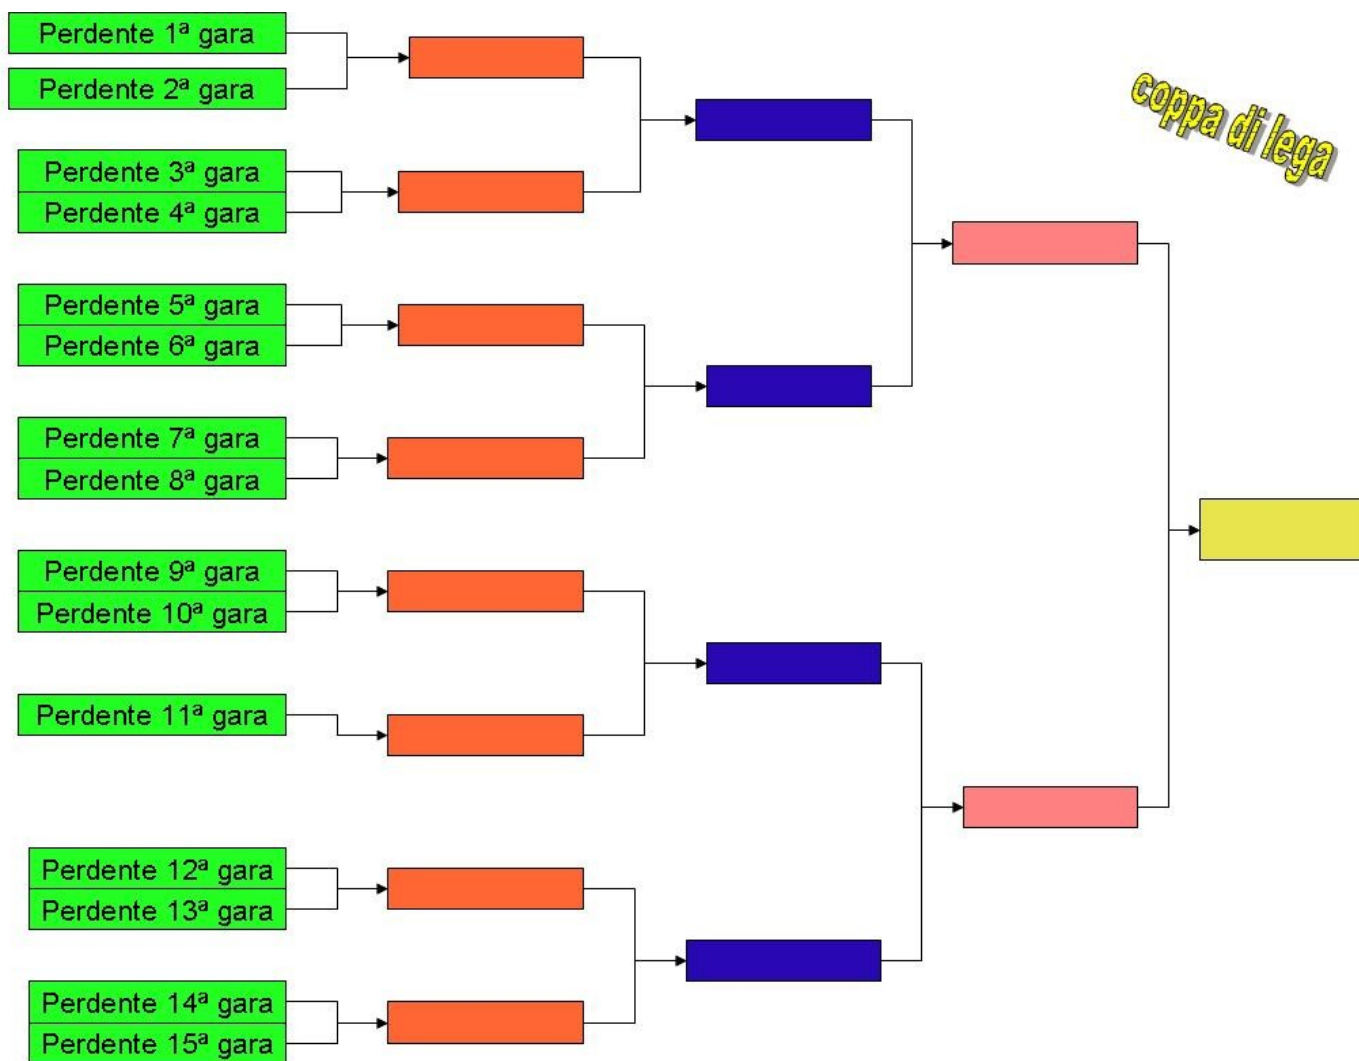 Perdente 1ª gara
Perdente 2ª gara
coppa di lega
Perdente 3ª gara
Perdente 4ª gara
Perdente 5ª gara
Perdente 6ª gara
Perdente 7ª gara
Perdente 8ª gara
Perdente 9ª gara
Perdente 10ª gara
Perdente 11ª gara
Perdente 12ª gara
Perdente 13ª gara
Perdente 14ª gara
Perdente 15ª gara